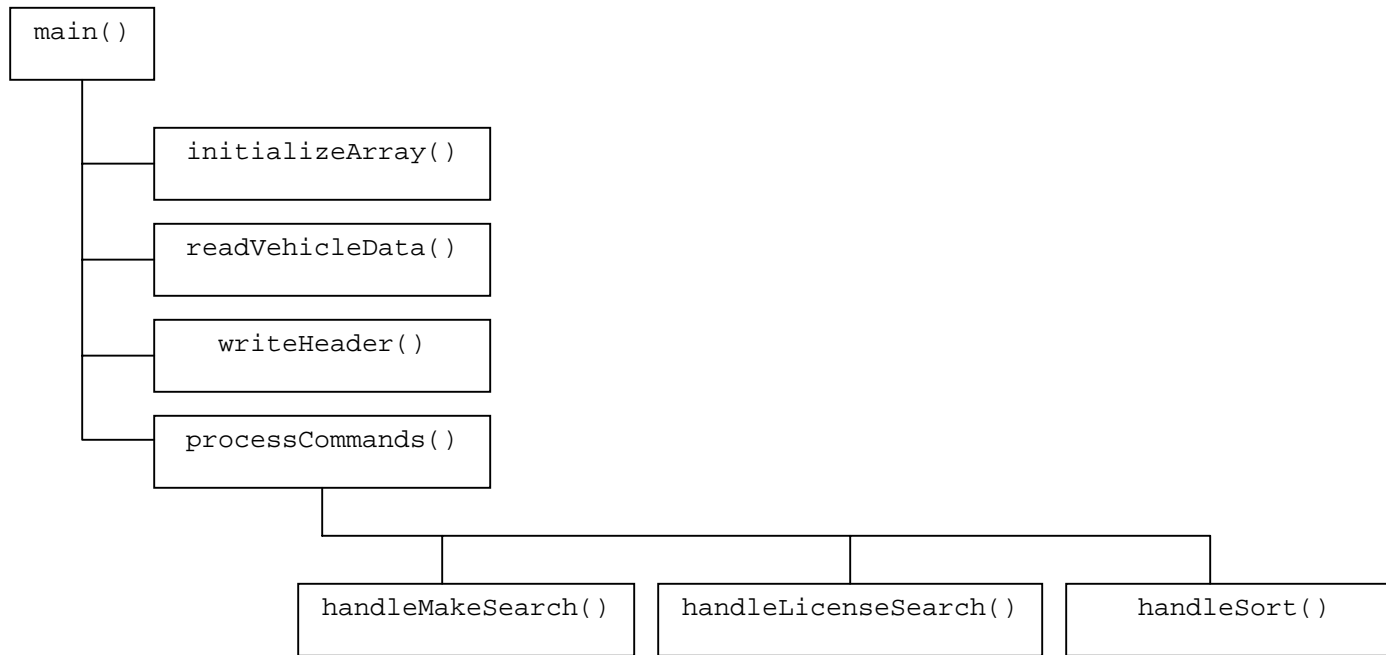 main()
initializeArray()
readVehicleData()
writeHeader()
processCommands()
handleMakeSearch()
handleLicenseSearch()
handleSort()